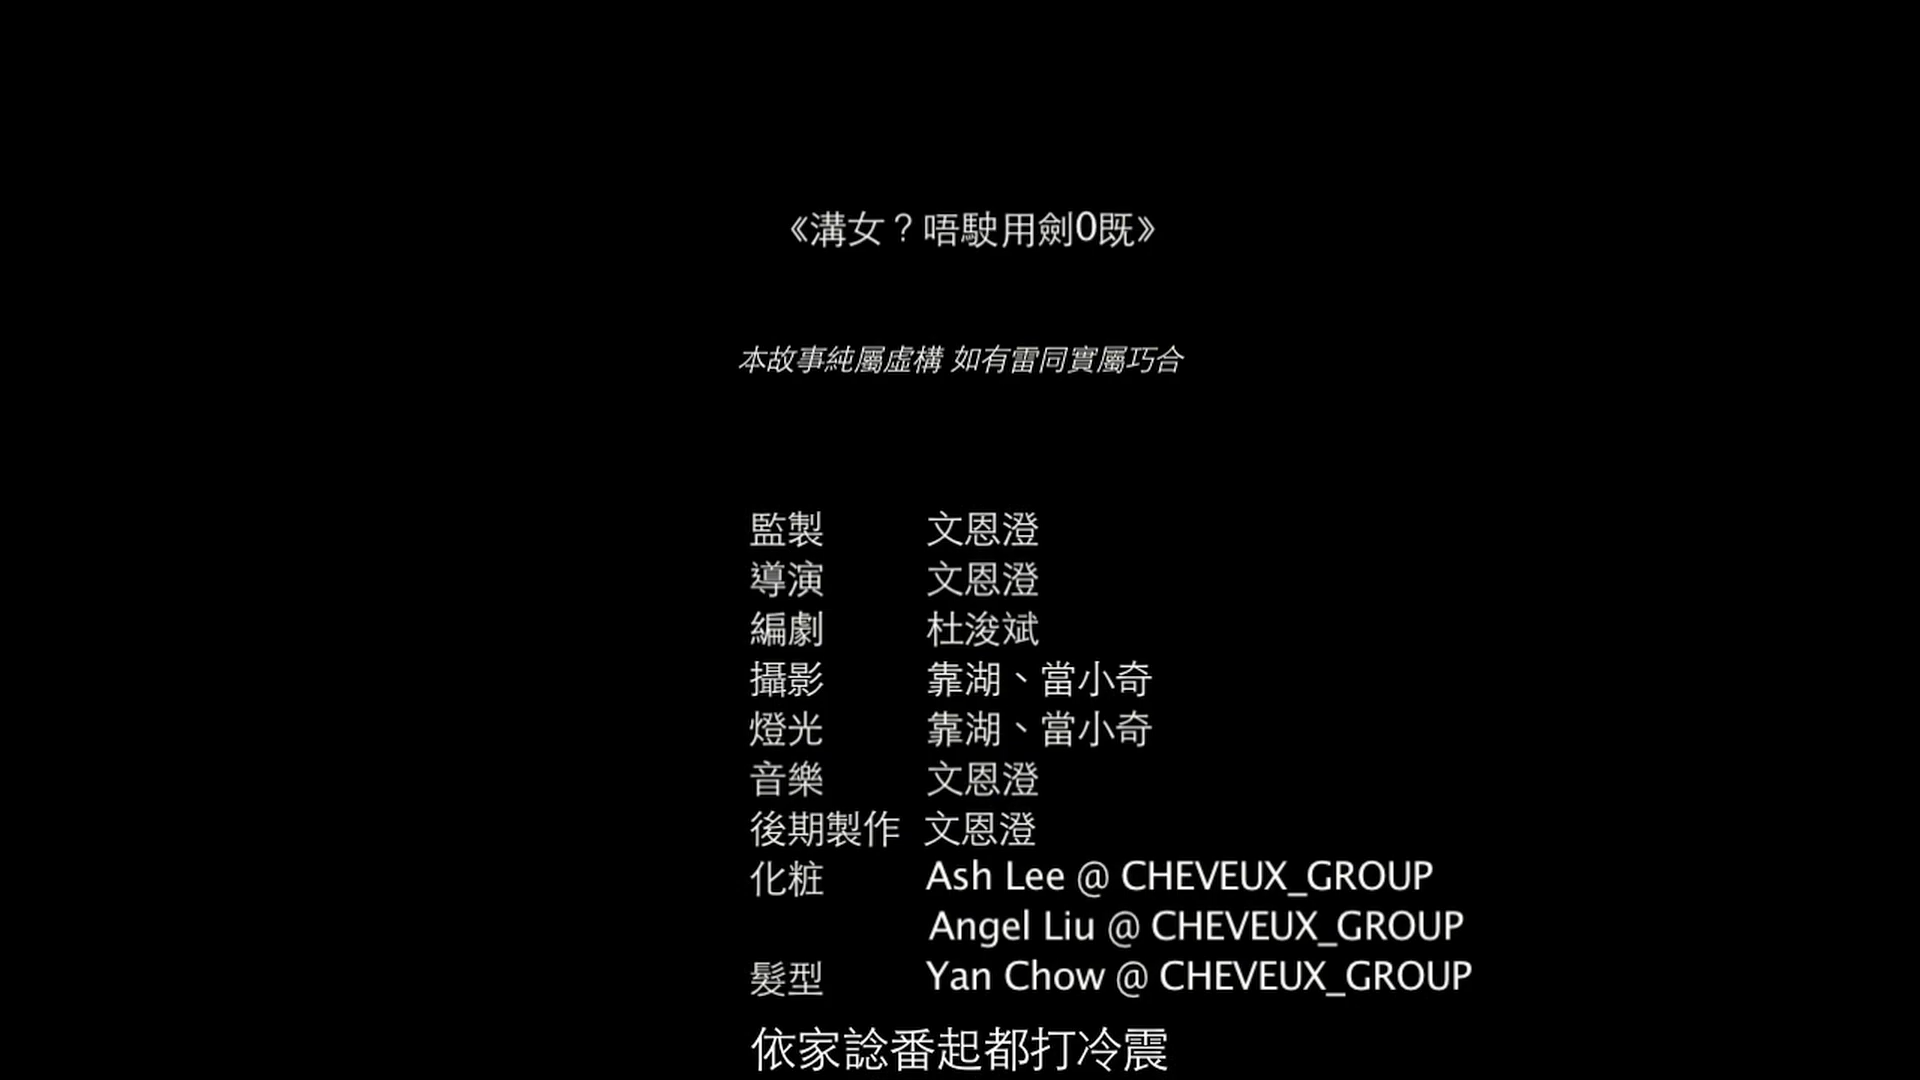 《溝女？唔駛用劍0既》
本故事純屬虛構 如有雷同實屬巧合
監製 文恩澄
導演 文恩澄
編劇 杜浚斌
攝影 靠湖、當小奇
燈光 靠湖、當小奇
音樂 文恩澄
後期製作 文恩澄
化粧 Ash Lee @ CHEVEUX_GROUP
Angel Liu @ CHEVEUX_GROUP
髮型 Yan Chow @ CHEVEUX_GROUP
依家諗番起都打冷震